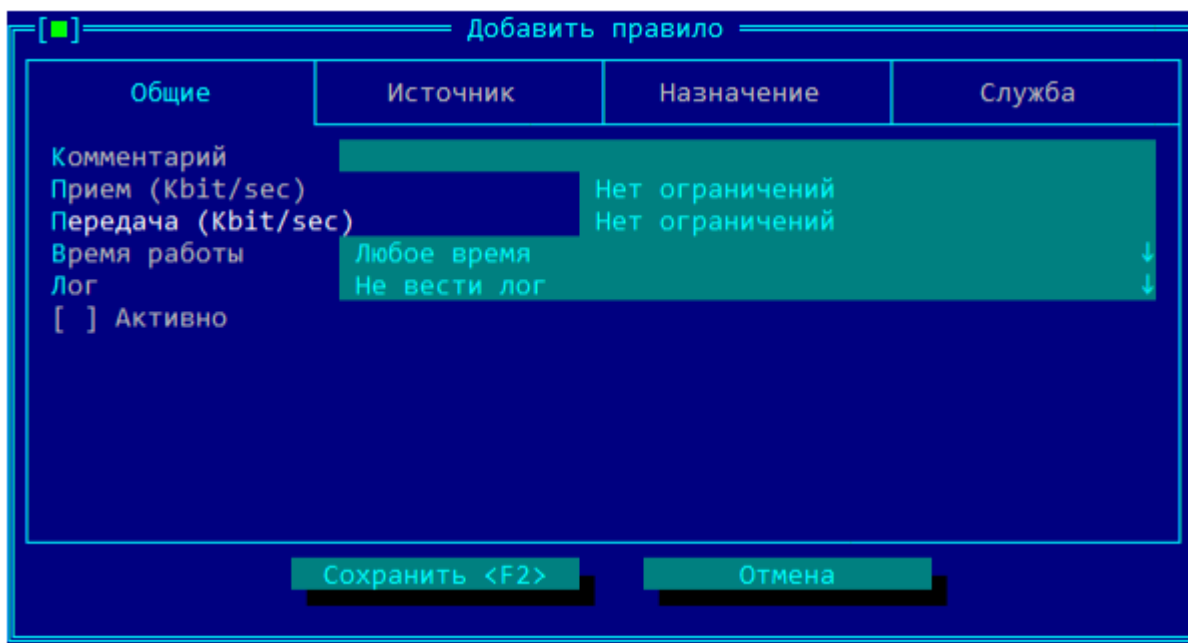 [■] Добавить правило
Общие Источник Назначение Служба
Комментарий
Прием (Kbit/sec) Нет ограничений
Передача (Kbit/sec) Нет ограничений
Время работы Любое время ↓
Лог Не вести лог ↓
[ ] Активно
Сохранить <F2> Отмена